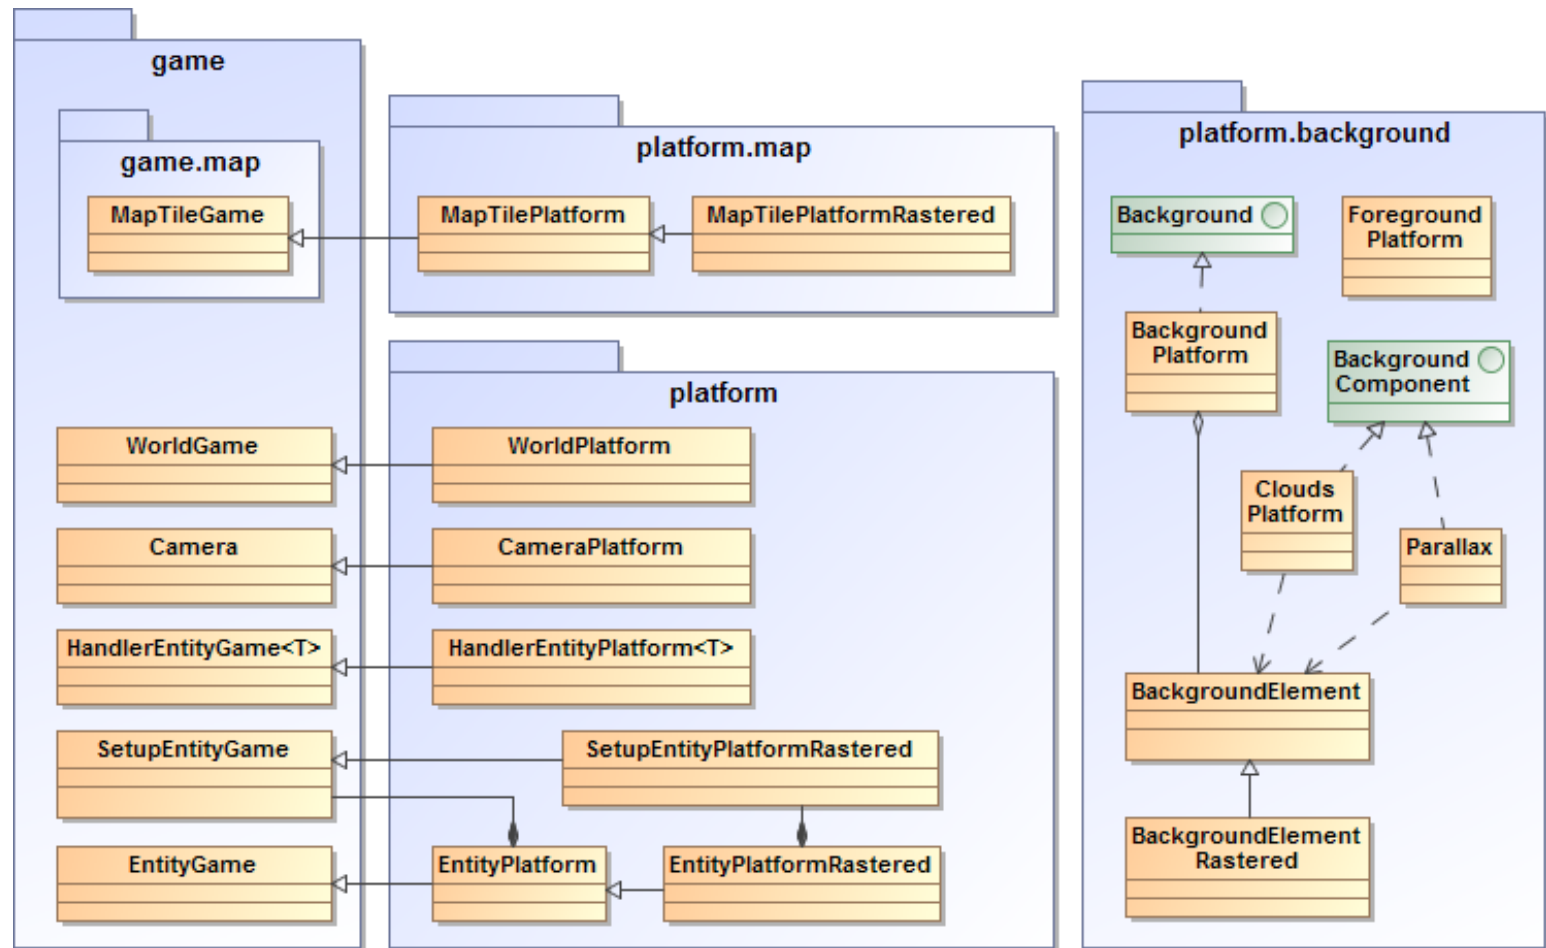 game
game.map
MapTileGame
WorldGame
Camera
HandlerEntityGame<T>
SetupEntityGame
EntityGame
platform.map
MapTilePlatform
MapTilePlatformRastered
platform
WorldPlatform
CameraPlatform
HandlerEntityPlatform<T>
SetupEntityPlatformRastered
EntityPlatform
EntityPlatformRastered
platform.background
Background
Foreground
Platform
Background
Platform
Background
Component
Clouds
Platform
Parallax
BackgroundElement
BackgroundElement
Rastered